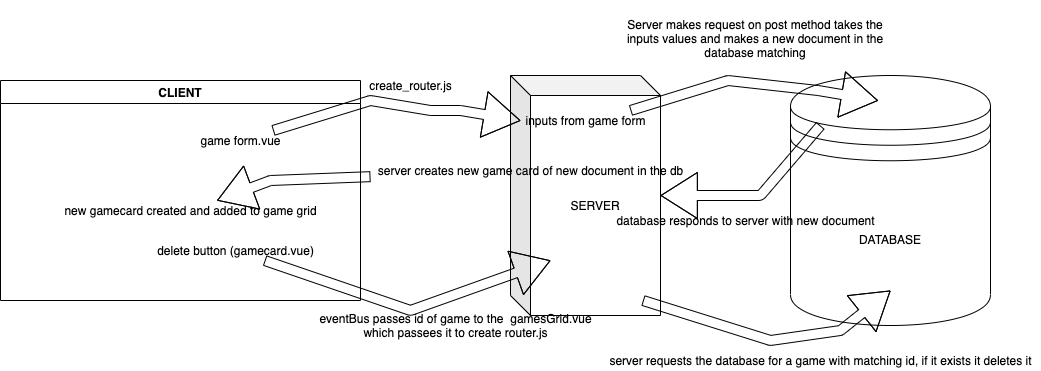 Server makes request on post method takes the
inputs values and makes a new document in the
database matching
CLIENT
create_router.js
inputs from game form
game form.vue
server creates new game card of new document in the db
SERVER
new gamecard created and added to game grid
database responds to server with new document
DATABASE
delete button (gamecard.vue)
eventBus passes id of game to the gamesGrid.vue
which passees it to create router.js
server requests the database for a game with matching id, if it exists it deletes it